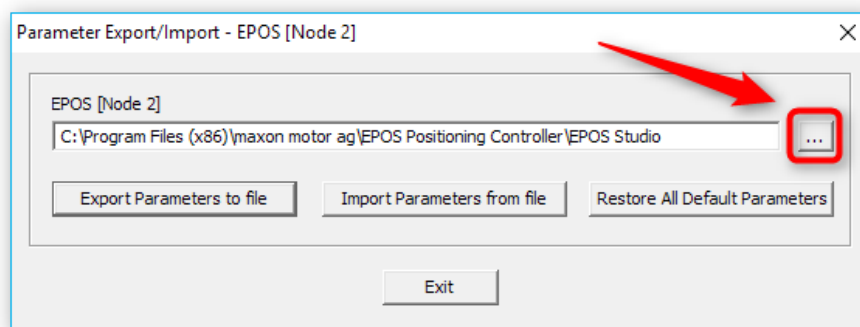 Parameter Export/Import - EPOS [Node 2]
EPOS [Node 2]
C:\Program Files (x86)\maxon motor ag\EPOS Positioning Controller\EPOS Studio
...
Export Parameters to file
Import Parameters from file
Restore All Default Parameters
Exit